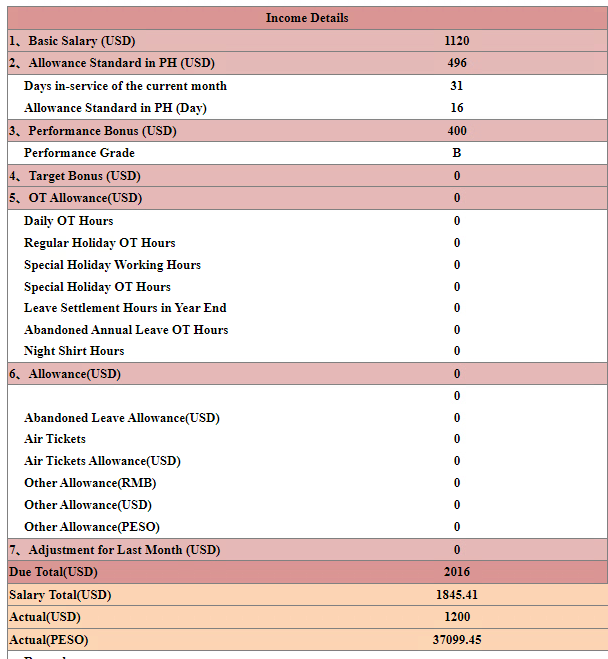 Income Details
1、Basic Salary (USD) 1120
2、Allowance Standard in PH (USD) 496
Days in-service of the current month 31
Allowance Standard in PH (Day) 16
3、Performance Bonus (USD) 400
Performance Grade B
4、Target Bonus (USD) 0
5、OT Allowance(USD) 0
Daily OT Hours 0
Regular Holiday OT Hours 0
Special Holiday Working Hours 0
Special Holiday OT Hours 0
Leave Settlement Hours in Year End 0
Abandoned Annual Leave OT Hours 0
Night Shirt Hours 0
6、Allowance(USD) 0
0
Abandoned Leave Allowance(USD) 0
Air Tickets 0
Air Tickets Allowance(USD) 0
Other Allowance(RMB) 0
Other Allowance(USD) 0
Other Allowance(PESO) 0
7、Adjustment for Last Month (USD) 0
Due Total(USD) 2016
Salary Total(USD) 1845.41
Actual(USD) 1200
Actual(PESO) 37099.45